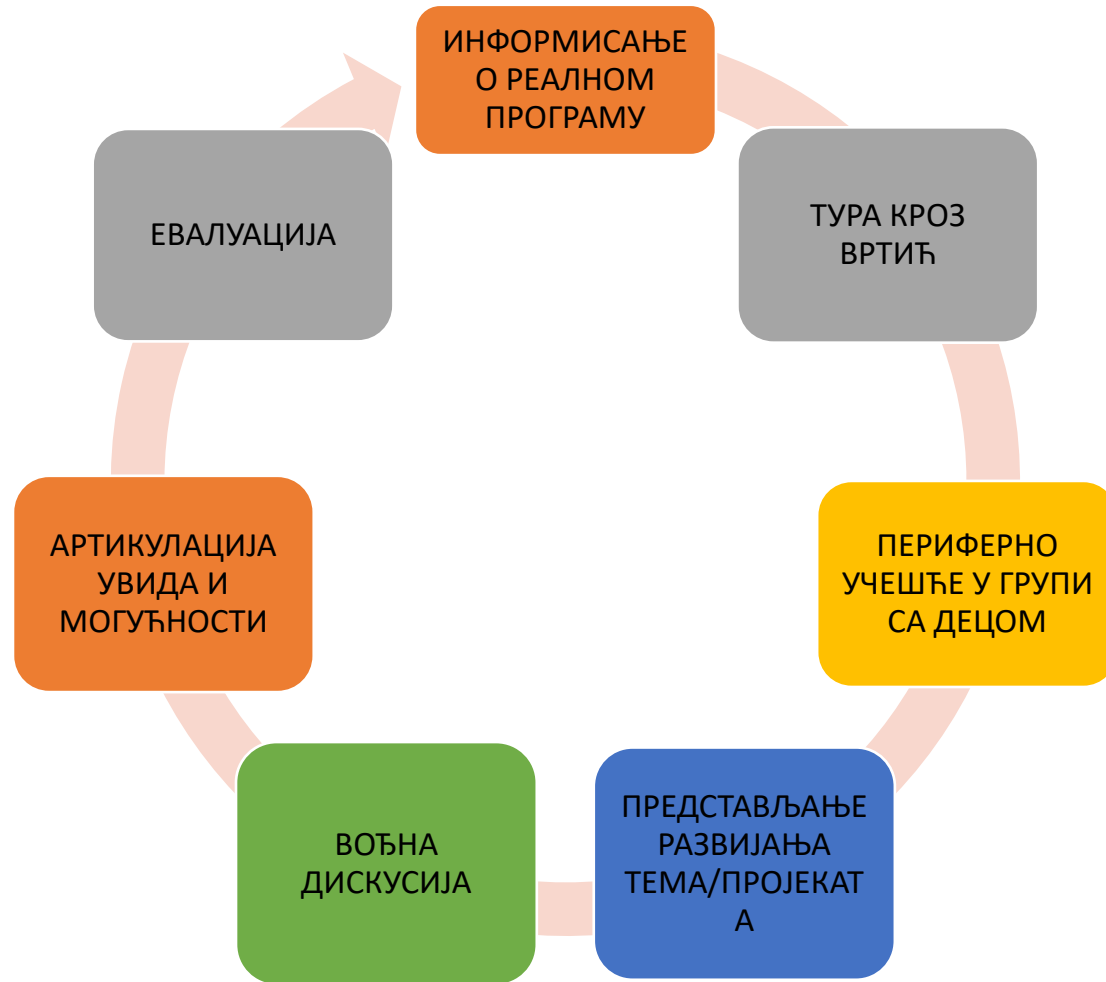 ИНФОРМИСАЊЕ
О РЕАЛНОМ
ПРОГРАМУ
ТУРА КРОЗ
ВРТИЋ
ПЕРИФЕРНО
УЧЕШЋЕ У ГРУПИ
СА ДЕЦОМ
ПРЕДСТАВЉАЊЕ
РАЗВИЈАЊА
ТЕМА/ПРОЈЕКАТ
А
ВОЂНА
ДИСКУСИЈА
АРТИКУЛАЦИЈА
УВИДА И
МОГУЋНОСТИ
ЕВАЛУАЦИЈА